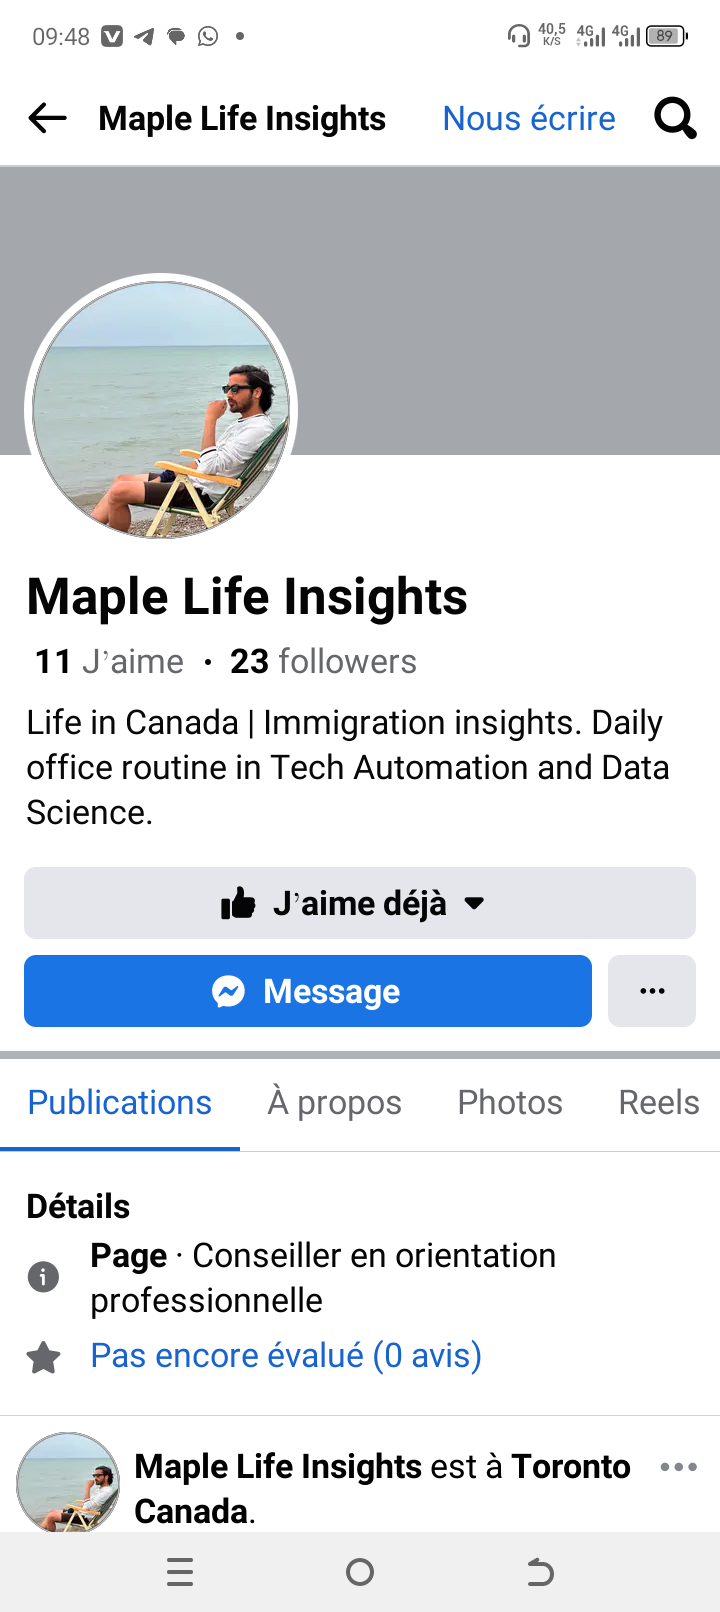 09:48
40,5 K/S 4G 4G 89
Maple Life Insights Nous écrire
Maple Life Insights
11 J'aime · 23 followers
Life in Canada | Immigration insights. Daily
office routine in Tech Automation and Data
Science.
J'aime déjà
Message
Publications À propos Photos Reels
Détails
Page · Conseiller en orientation
professionnelle
Pas encore évalué (0 avis)
Maple Life Insights est à Toronto
Canada.